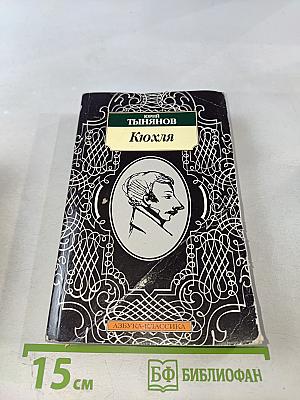 ЮРИЙ
ТЫНЯНОВ
Кюхля
АЗБУКА-КЛАССИКА
15 см
БФ БИБЛИОФАН